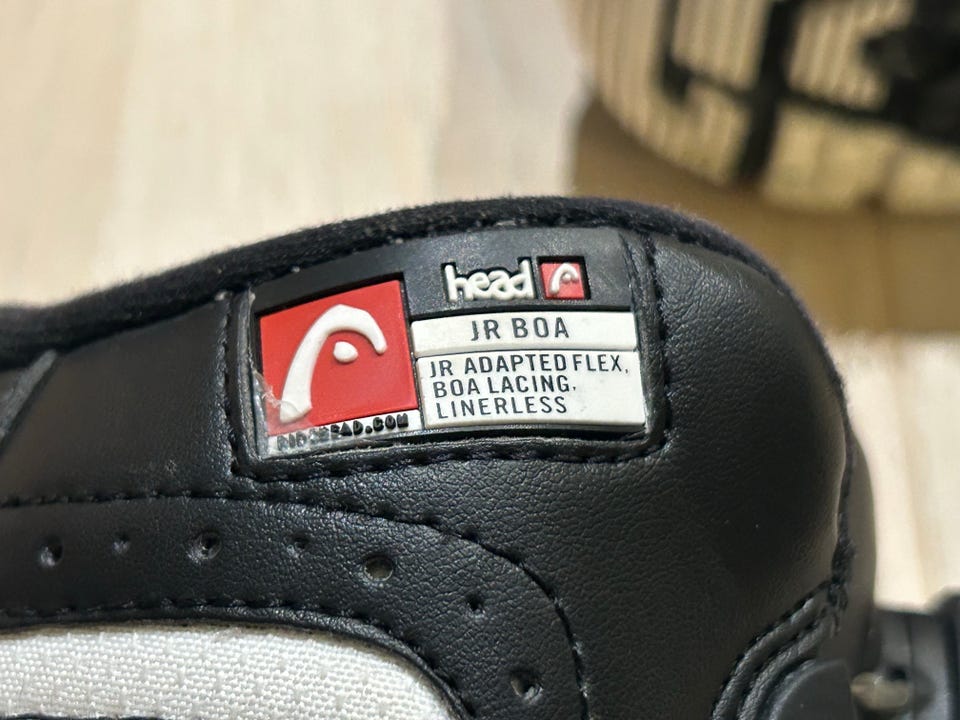 head
JR BOA
JR ADAPTED FLEX,
BOA LACING,
LINERLESS
RIDEHEAD.COM